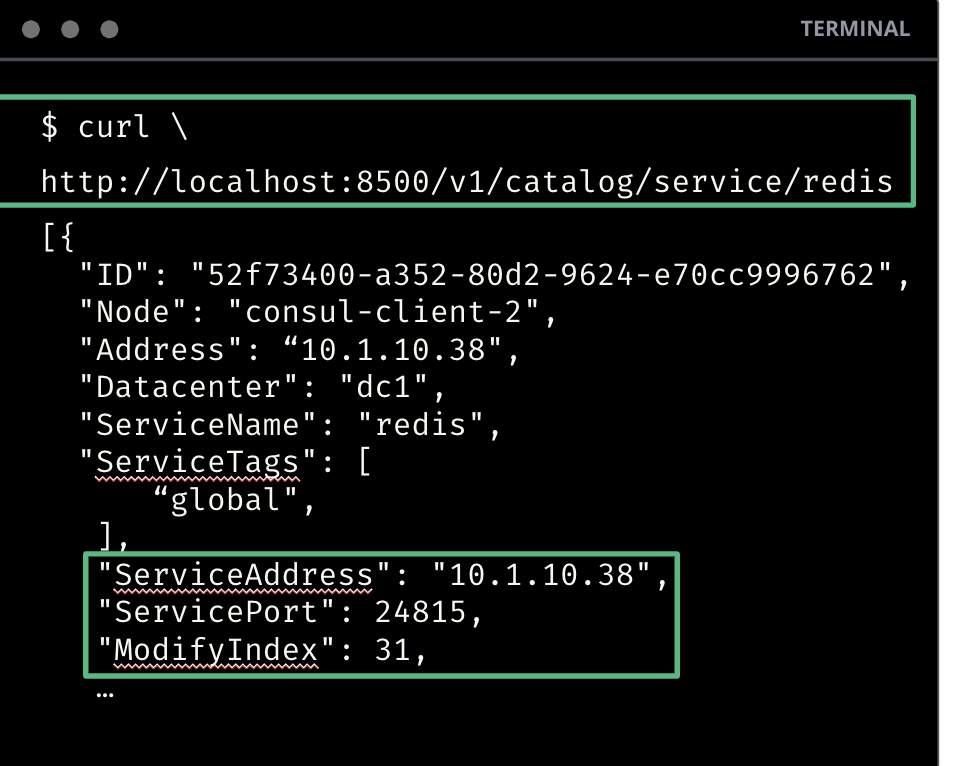 TERMINAL
$ curl \
http://localhost:8500/v1/catalog/service/redis
[{
"ID": "52f73400-a352-80d2-9624-e70cc9996762",
"Node": "consul-client-2",
"Address": “10.1.10.38",
"Datacenter": "dc1",
"ServiceName": "redis",
"ServiceTags": [
“global",
],
"ServiceAddress": "10.1.10.38",
"ServicePort": 24815,
"ModifyIndex": 31,
…